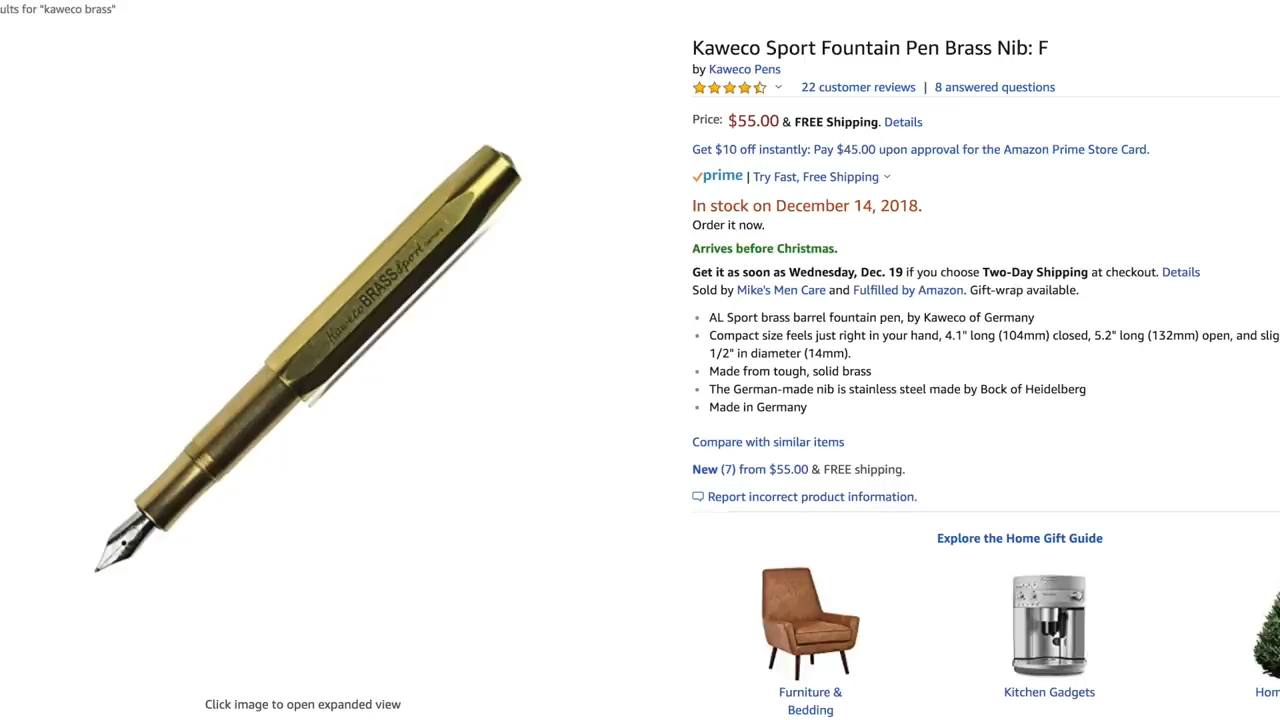 ults for "kaweco brass"
Kaweco Sport Fountain Pen Brass Nib: F
by Kaweco Pens
22 customer reviews | 8 answered questions
Price: $55.00 & FREE Shipping. Details
Get $10 off instantly: Pay $45.00 upon approval for the Amazon Prime Store Card.
prime | Try Fast, Free Shipping
In stock on December 14, 2018.
Order it now.
Arrives before Christmas.
Get it as soon as Wednesday, Dec. 19 if you choose Two-Day Shipping at checkout. Details
Sold by Mike's Men Care and Fulfilled by Amazon. Gift-wrap available.
AL Sport brass barrel fountain pen, by Kaweco of Germany
Compact size feels just right in your hand, 4.1" long (104mm) closed, 5.2" long (132mm) open, and slig
1/2" in diameter (14mm).
Made from tough, solid brass
The German-made nib is stainless steel made by Bock of Heidelberg
Made in Germany
Compare with similar items
New (7) from $55.00 & FREE shipping.
Report incorrect product information.
Explore the Home Gift Guide
Kaweco BRASS Sport Germany
Furniture &
Bedding
Kitchen Gadgets
Hom
Click image to open expanded view